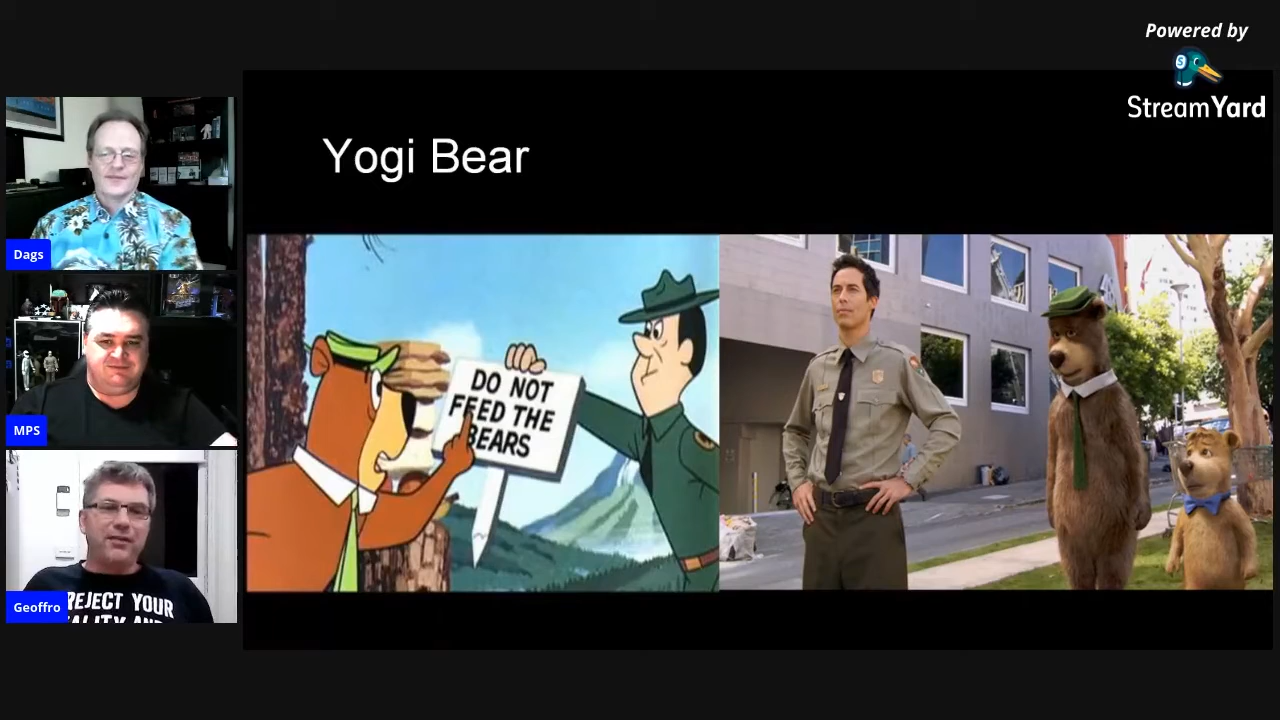 Powered by
StreamYard
Yogi Bear
Dags
DO NOT
FEED THE
BEARS
MPS
Geoffro
REJECT YOUR